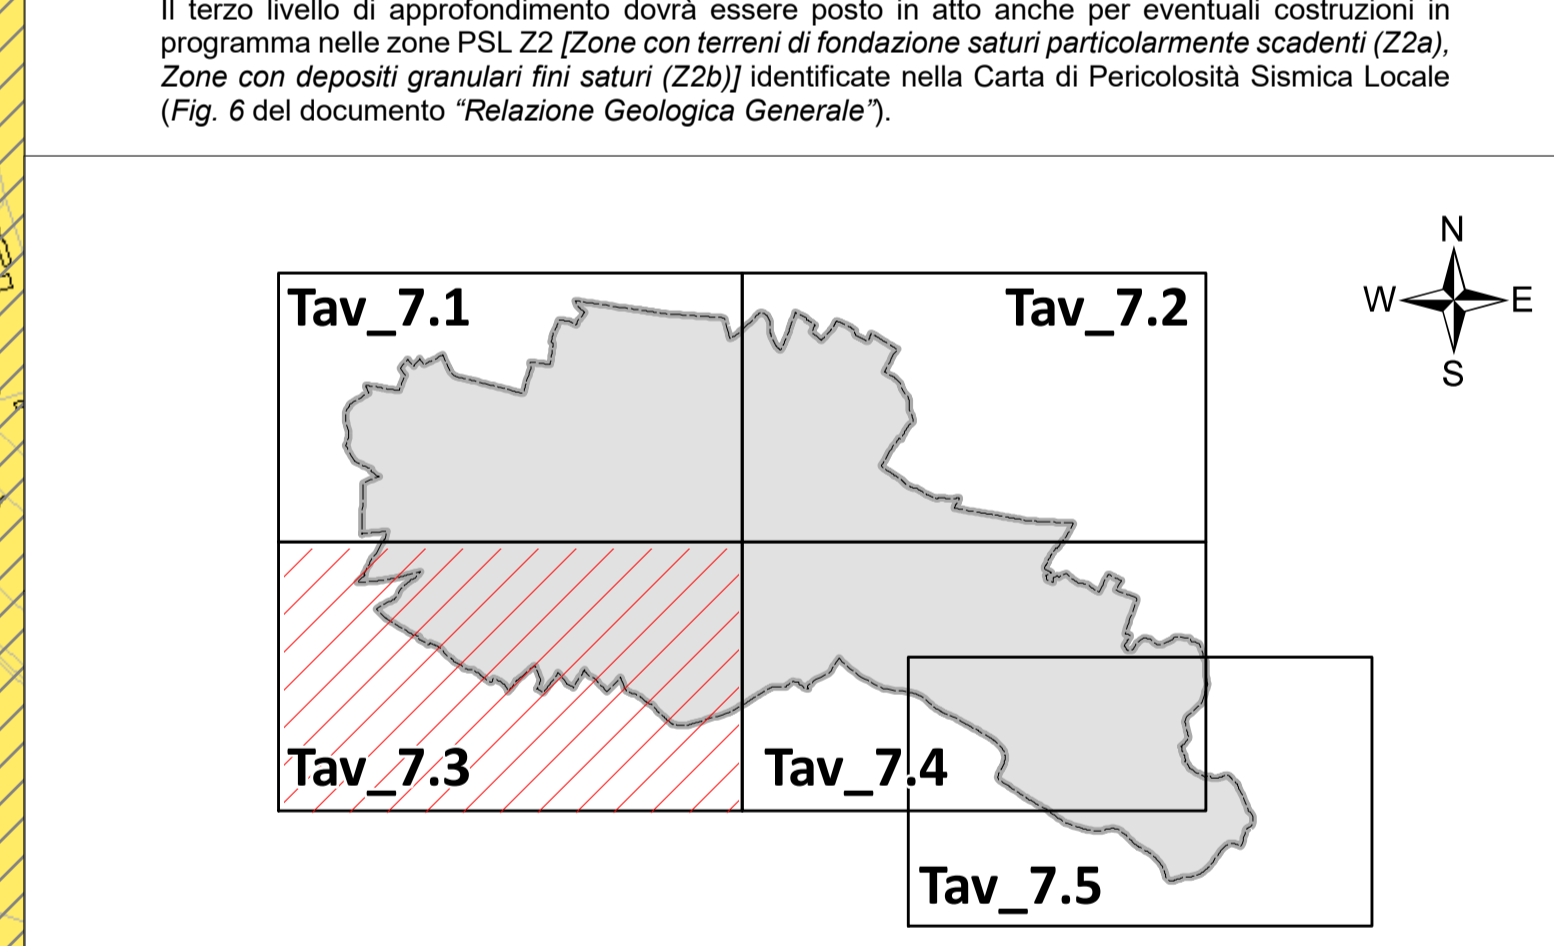 Il terzo livello di approfondimento dovrà essere posto in atto anche per eventuali costruzioni in
programma nelle zone PSL Z2 [Zone con terreni di fondazione saturi particolarmente scadenti (Z2a),
Zone con depositi granulari fini saturi (Z2b)] identificate nella Carta di Pericolosità Sismica Locale
(Fig. 6 del documento “Relazione Geologica Generale”).
N
W E
S
Tav_7.1
Tav_7.2
Tav_7.3
Tav_7.4
Tav_7.5